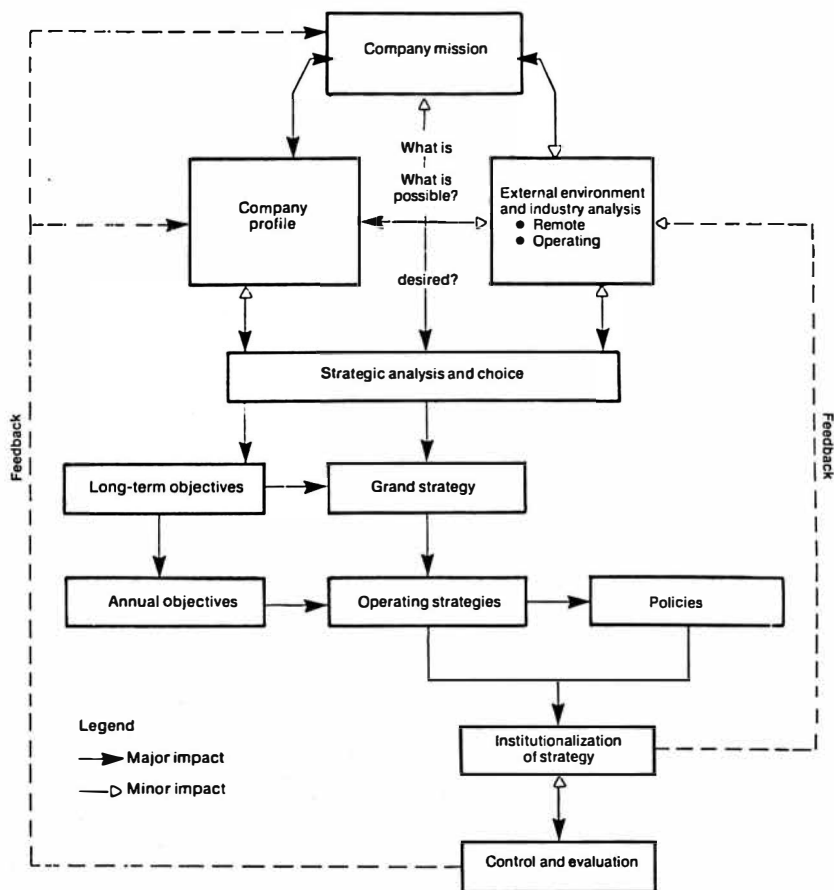 Company mission
What is
What is
possible?
Company
profile
External environment
and industry analysis
● Remote
● Operating
desired?
Strategic analysis and choice
Feedback
Feedback
Long-term objectives
Grand strategy
Annual objectives
Operating strategies
Policies
Legend
Major impact
Minor impact
Institutionalization
of strategy
Control and evaluation